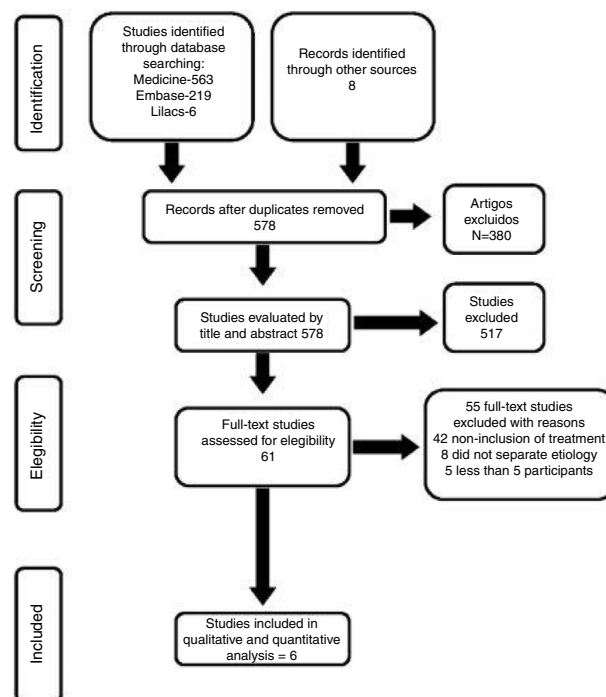 Identification
Studies identified
through database
searching:
Medicine-563
Embase-219
Lilacs-6
Records identified
through other sources
8
Screening
Records after duplicates removed
578
Artigos
excluidos
N=380
Studies evaluated by
title and abstract 578
Studies
excluded
517
Elegibility
Full-text studies
assessed for elegibility
61
55 full-text studies
excluded with reasons
42 non-inclusion of treatment
8 did not separate etiology
5 less than 5 participants
Included
Studies included in
qualitative and quantitative
analysis = 6